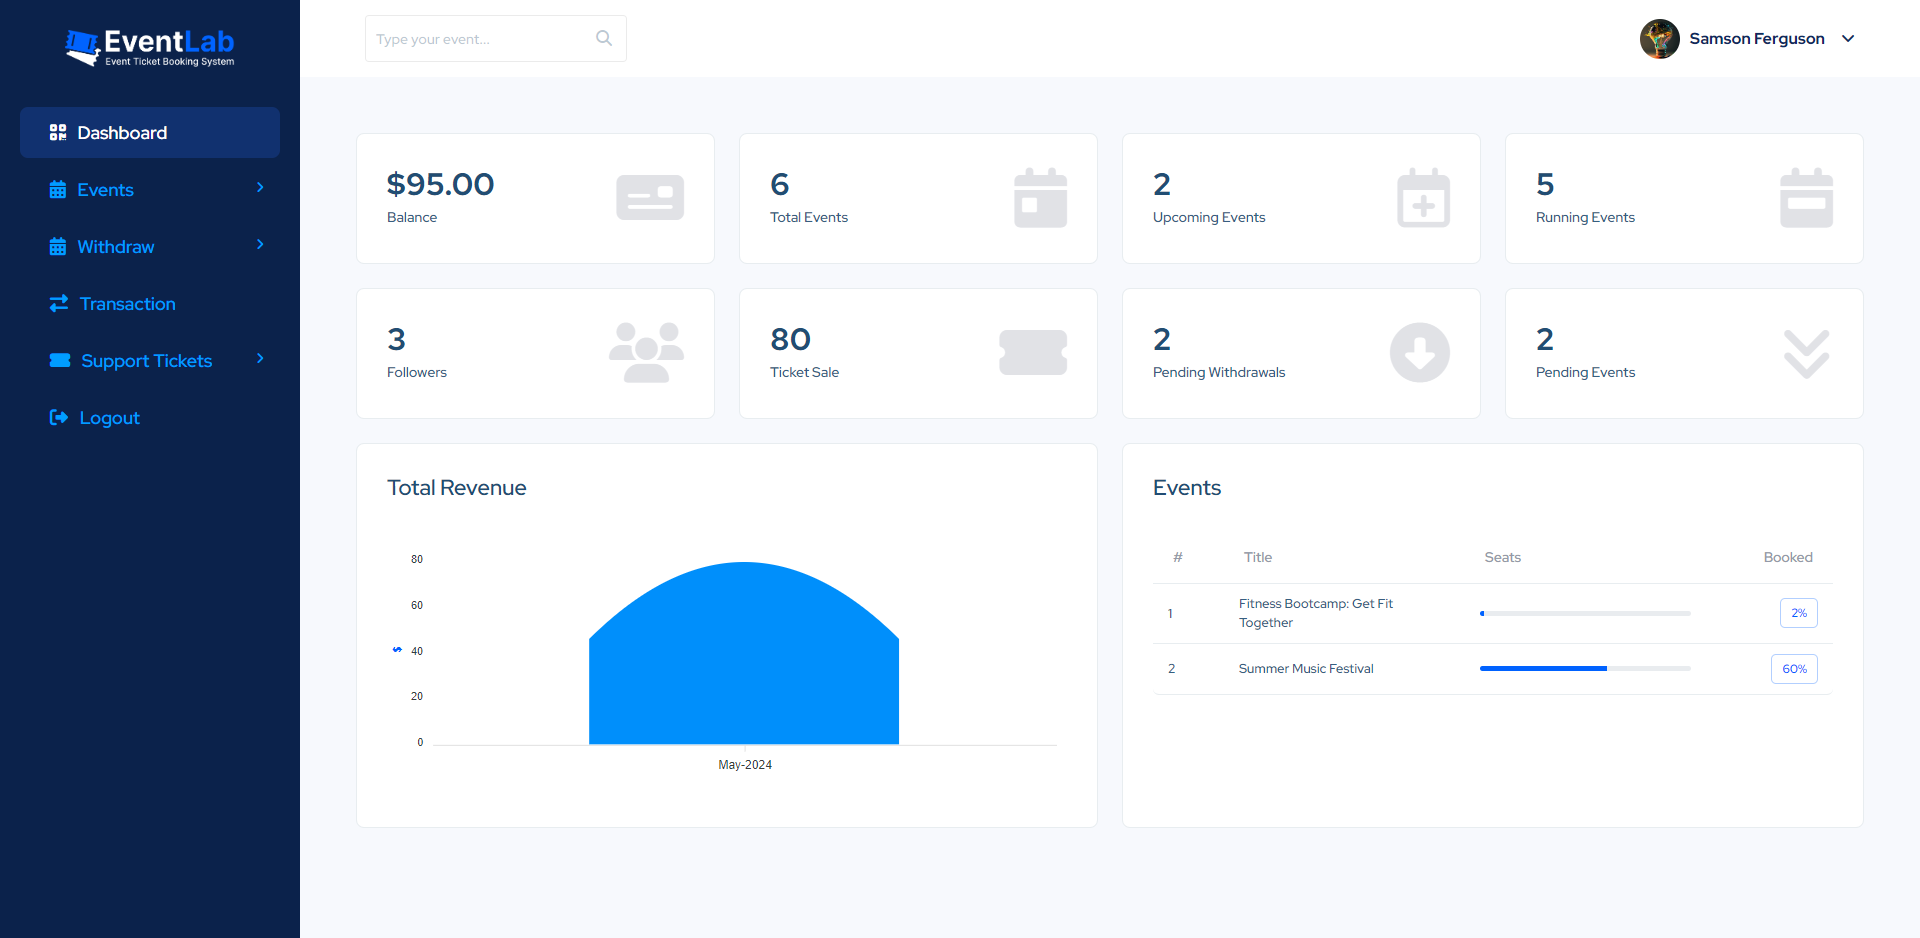 EventLab
Event Ticket Booking System
Type your event...
Samson Ferguson
Dashboard
Events
Withdraw
Transaction
Support Tickets
Logout
$95.00
Balance
6
Total Events
2
Upcoming Events
5
Running Events
3
Followers
80
Ticket Sale
2
Pending Withdrawals
2
Pending Events
Total Revenue
80
60
$
40
20
0
May-2024
Events
# Title Seats Booked
1 Fitness Bootcamp: Get Fit
Together 2%
2 Summer Music Festival 60%